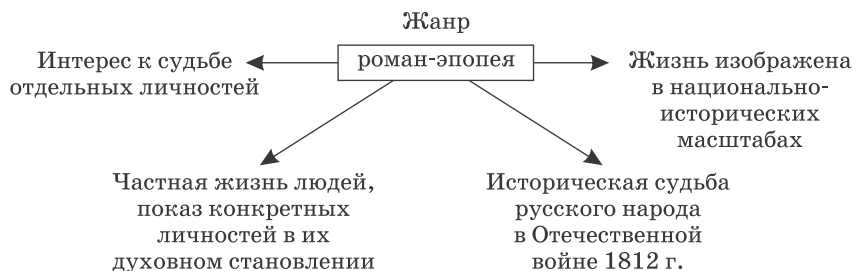 Жанр
роман-эпопея
Интерес к судьбе
отдельных личностей
Жизнь изображена
в национально-
исторических
масштабах
Частная жизнь людей,
показ конкретных
личностей в их
духовном становлении
Историческая судьба
русского народа
в Отечественной
войне 1812 г.